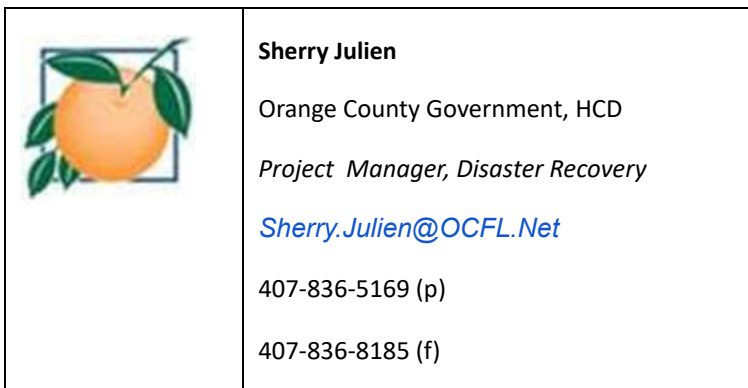 Sherry Julien
Orange County Government, HCD
Project Manager, Disaster Recovery
Sherry.Julien@OCFL.Net
407-836-5169 (p)
407-836-8185 (f)